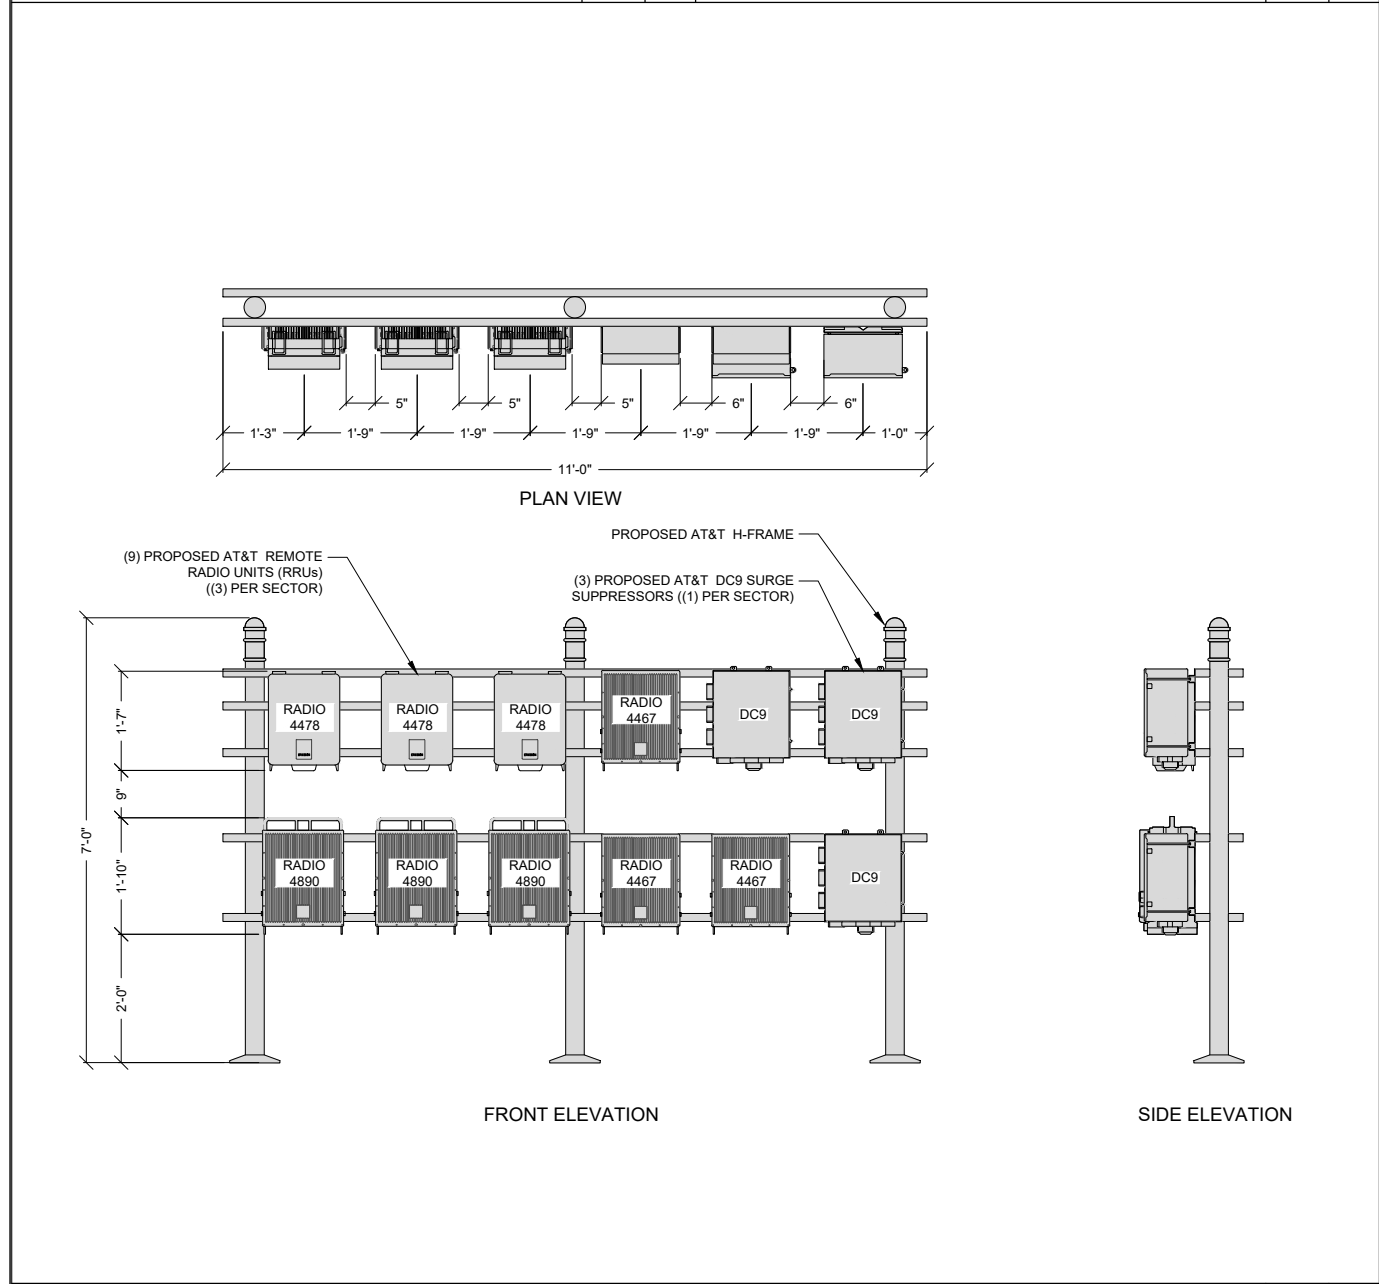 5"
5"
5"
6"
6"
1'-3"
1'-9"
1'-9"
1'-9"
1'-9"
1'-9"
1'-0"
11'-0"
PLAN VIEW
PROPOSED AT&T H-FRAME
(9) PROPOSED AT&T REMOTE
RADIO UNITS (RRUs)
((3) PER SECTOR)
(3) PROPOSED AT&T DC9 SURGE
SUPPRESSORS ((1) PER SECTOR)
RADIO
4478
RADIO
4478
RADIO
4478
RADIO
4467
DC9
DC9
1'-7"
9"
7'-0"
1'-10"
2'-0"
RADIO
4890
RADIO
4890
RADIO
4890
RADIO
4467
RADIO
4467
DC9
FRONT ELEVATION
SIDE ELEVATION